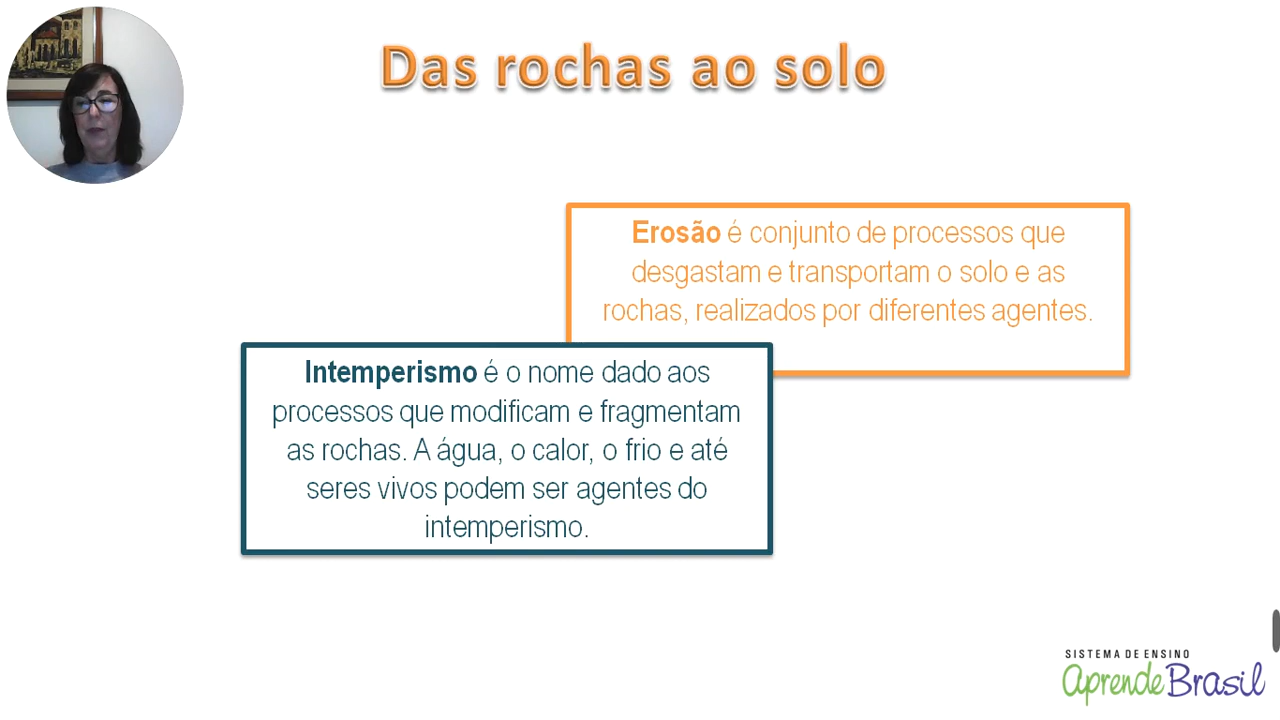 Das rochas ao solo
Erosão é conjunto de processos que
desgastam e transportam o solo e as
rochas, realizados por diferentes agentes.
Intemperismo é o nome dado aos
processos que modificam e fragmentam
as rochas. A água, o calor, o frio e até
seres vivos podem ser agentes do
intemperismo.
SISTEMA DE ENSINO
aprende Brasil